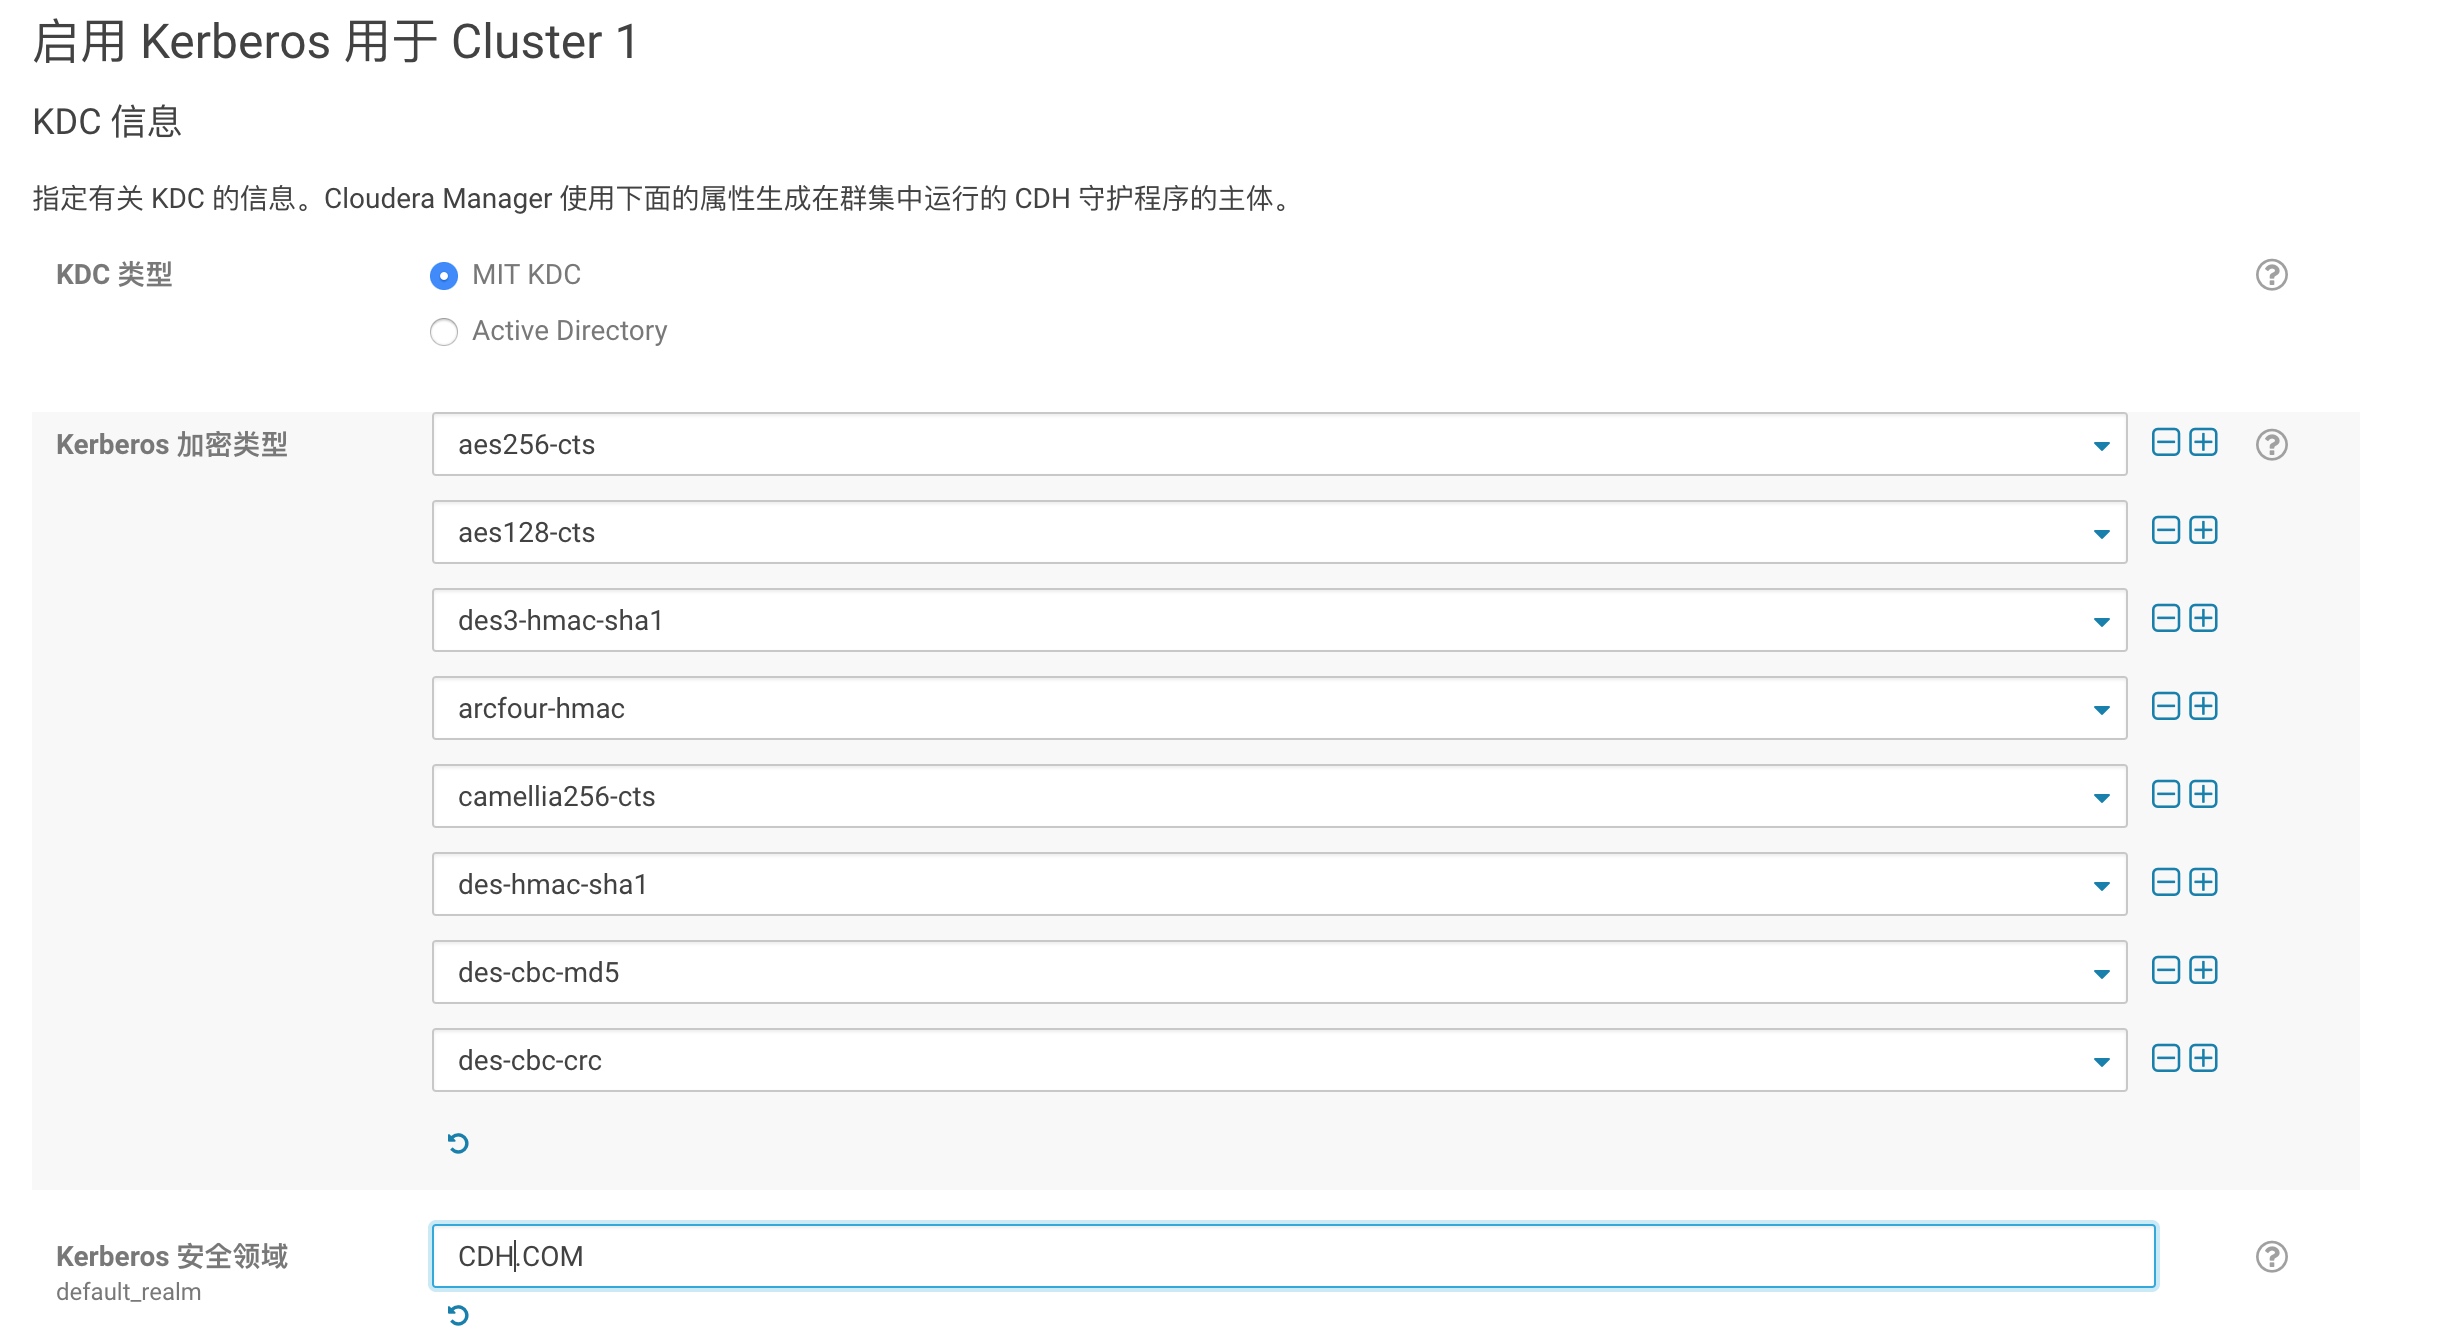 启用 Kerberos 用于 Cluster 1
KDC 信息
指定有关 KDC 的信息。Cloudera Manager 使用下面的属性生成在群集中运行的 CDH 守护程序的主体。
KDC 类型
MIT KDC
Active Directory
Kerberos 加密类型
aes256-cts
aes128-cts
des3-hmac-sha1
arcfour-hmac
camellia256-cts
des-hmac-sha1
des-cbc-md5
des-cbc-crc
Kerberos 安全领域
default_realm
CDH.COM